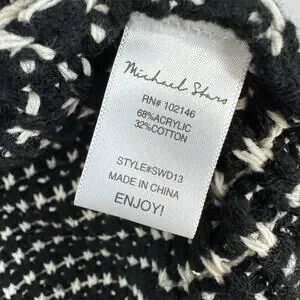 Michael Stars
RN# 102146
68%ACRYLIC
32%COTTON
STYLE#SWD13
MADE IN CHINA
ENJOY!